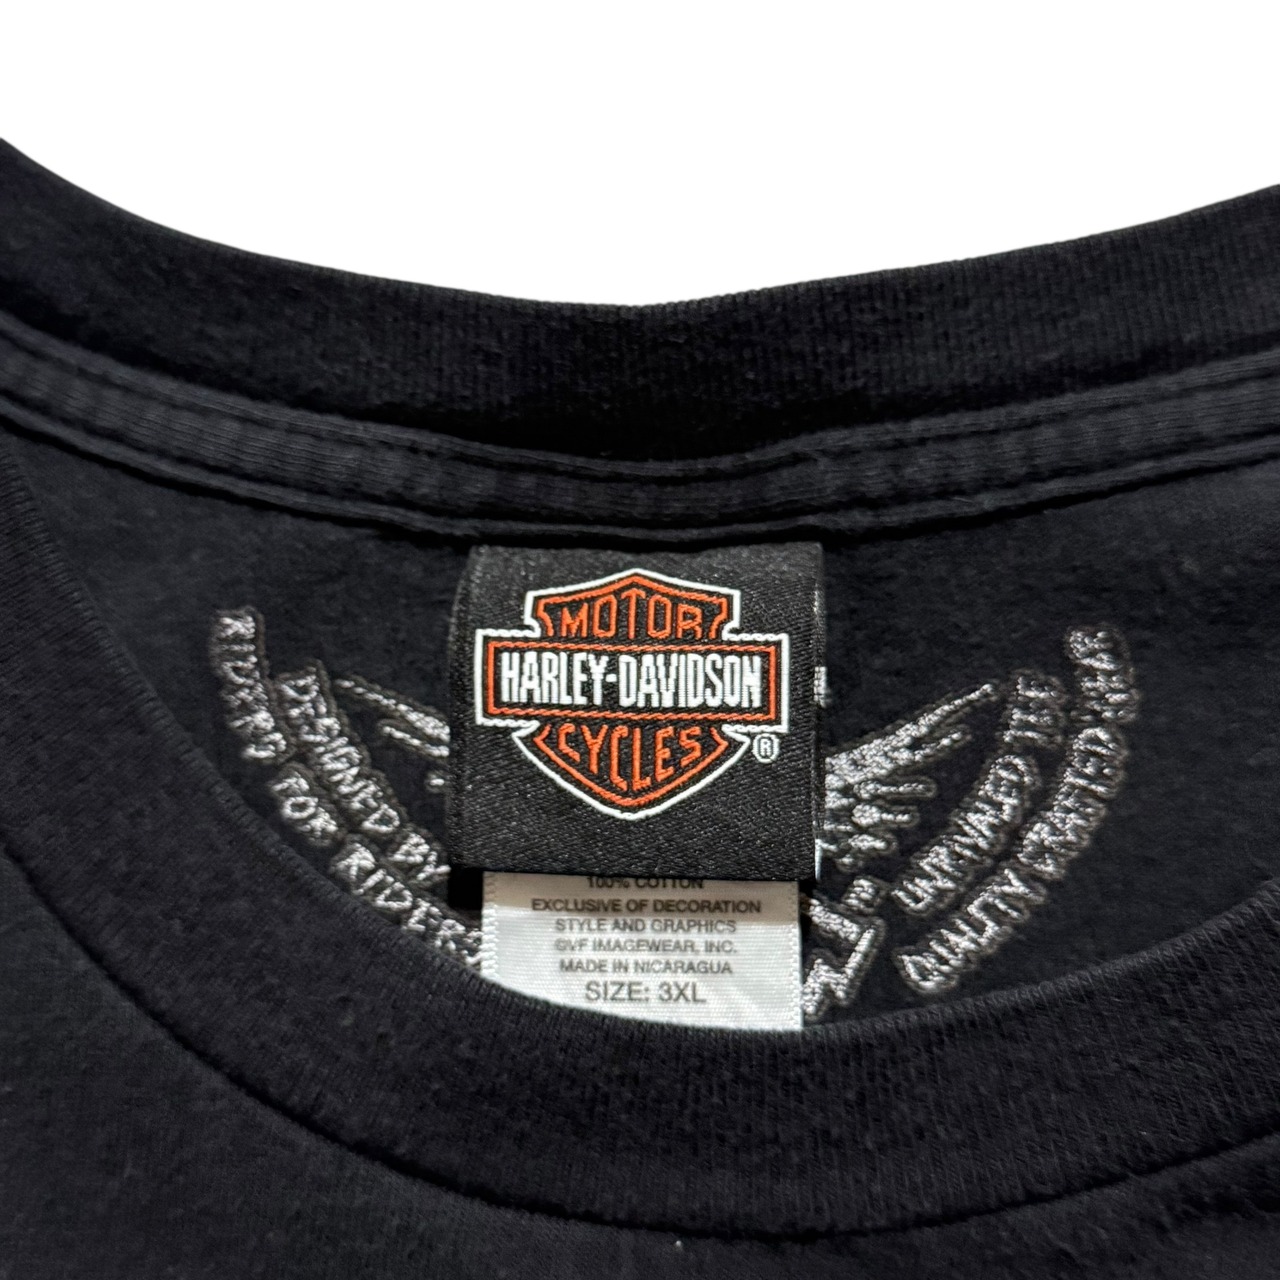 MOTOR
HARLEY-DAVIDSON
CYCLES
®
RIDERS FOR RIDERS
DESIGNED BY
UNRIVALED
QUALITY CRAFTED
100% COTTON
EXCLUSIVE OF DECORATION
STYLE AND GRAPHICS
©VF IMAGEWEAR, INC.
MADE IN NICARAGUA
SIZE: 3XL